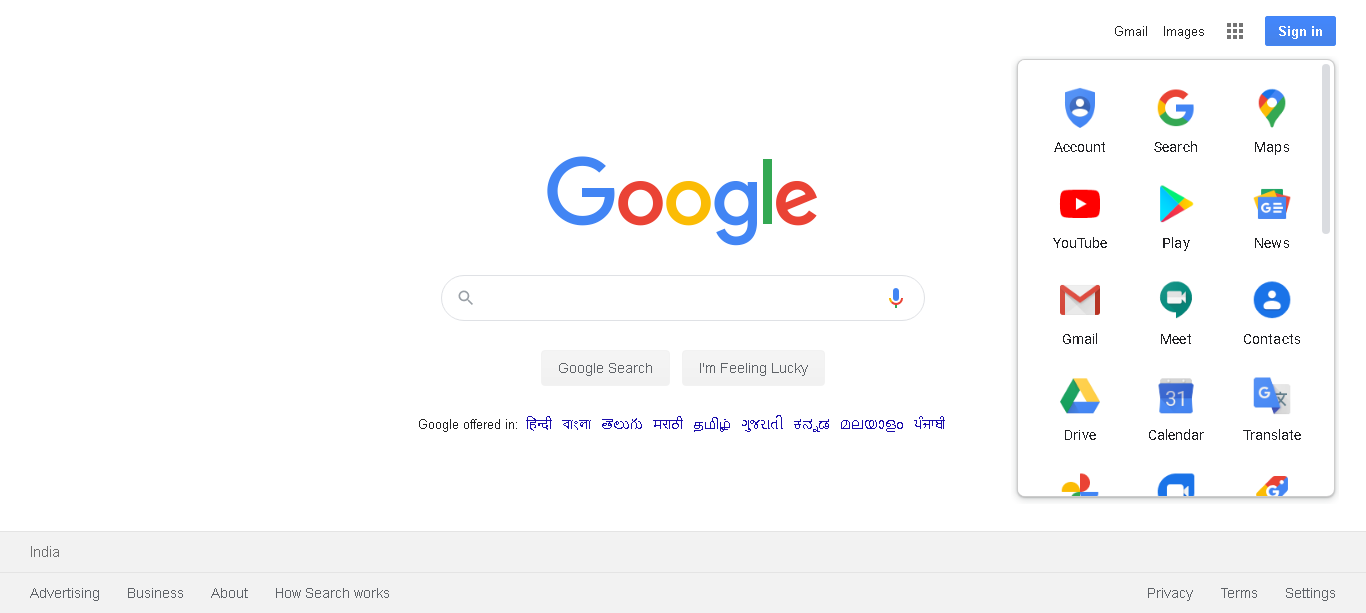 Gmail Images Sign in
Account Search Maps
Google
YouTube Play News
Gmail Meet Contacts
Google Search I'm Feeling Lucky
Google offered in: हिन्दी বাংলা తెలుగు मराठी தமிழ் ગુજરાતી ಕನ್ನಡ മലയാളം ਪੰਜਾਬੀ
31
Drive Calendar Translate
India
Advertising Business About How Search works Privacy Terms Settings